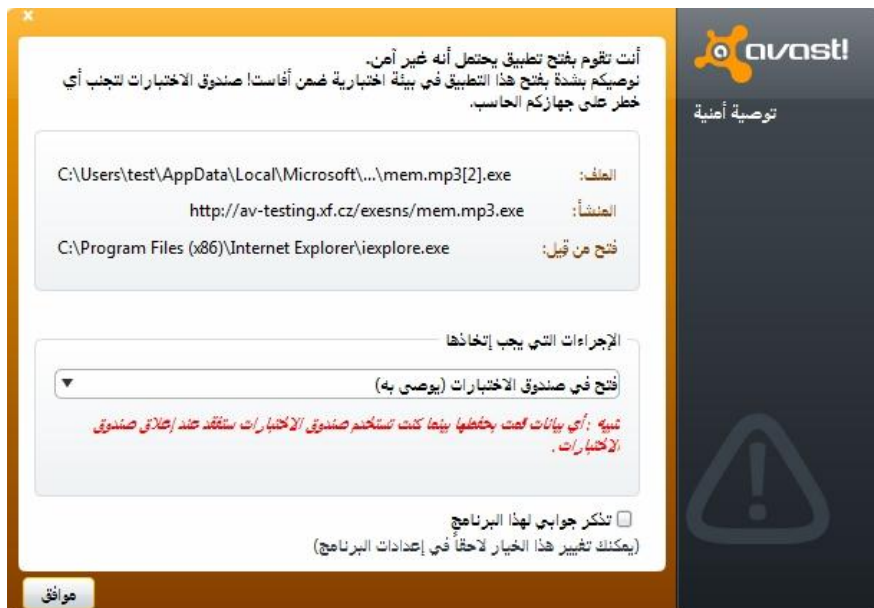 avast!
توصية أمنية
أنت تقوم بفتح تطبيق يحتمل أنه غير آمن.
نوصيكم بشدة بفتح هذا التطبيق في بيئة اختبارية ضمن أفاست! صندوق الاختبارات لتجنب أي
خطر على جهازكم الحاسب.
الملف: C:\Users\test\AppData\Local\Microsoft\...\mem.mp3[2].exe
المنشأ: http://av-testing.xf.cz/exesns/mem.mp3.exe
فتح من قبل: C:\Program Files (x86)\Internet Explorer\iexplore.exe
الإجراءات التي يجب إتخاذها
فتح في صندوق الاختبارات (يوصى به)
تنبيه :أي بيانات قمت بحفظها بينما كنت تستخدم صندوق الاختبارات ستفقد عند إغلاق صندوق
الاختبارات .
تذكر جوابي لهذا البرنامج
(يمكنك تغيير هذا الخيار لاحقاً في إعدادات البرنامج)
موافق